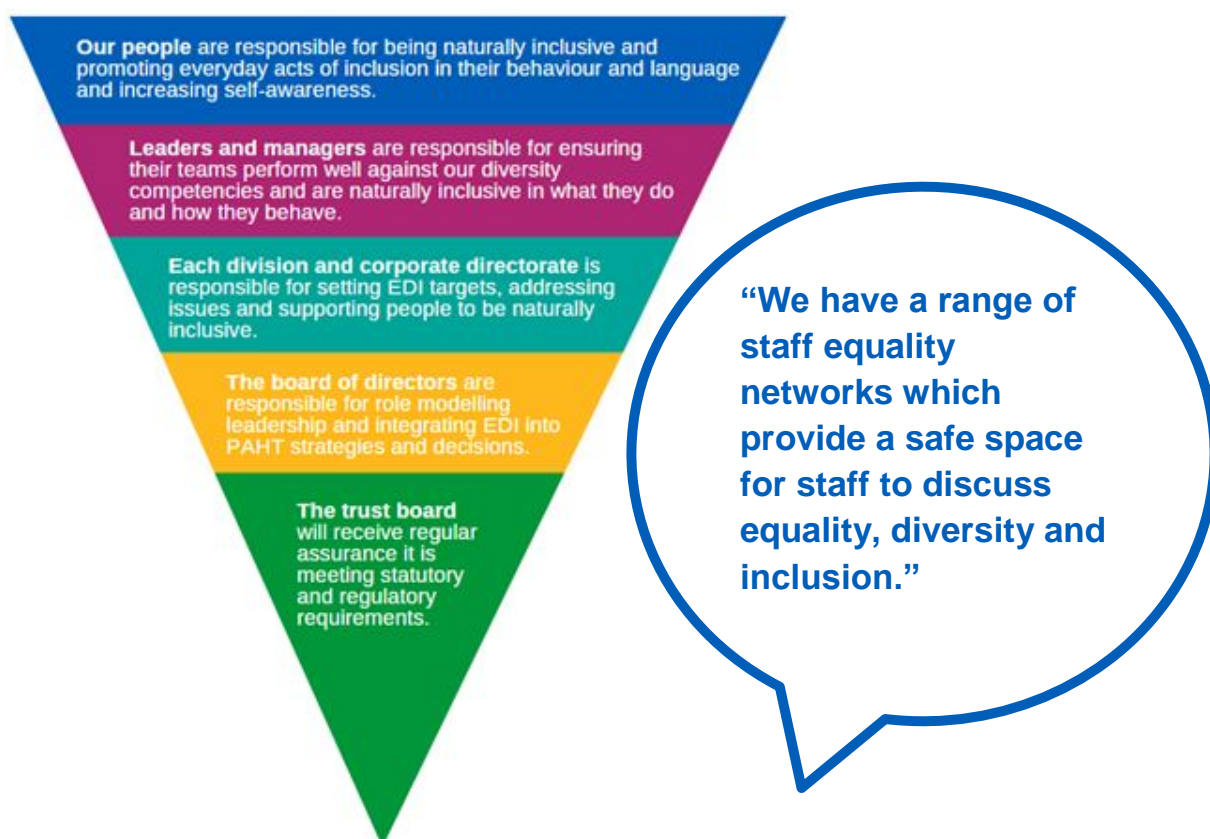 Our people are responsible for being naturally inclusive and
promoting everyday acts of inclusion in their behaviour and language
and increasing self-awareness.
Leaders and managers are responsible for ensuring
their teams perform well against our diversity
competencies and are naturally inclusive in what they do
and how they behave.
Each division and corporate directorate is
responsible for setting EDI targets, addressing
issues and supporting people to be naturally
inclusive.
The board of directors are
responsible for role modelling
leadership and integrating EDI into
PAHT strategies and decisions.
The trust board
will receive regular
assurance it is
meeting statutory
and regulatory
requirements.
“We have a range of
staff equality
networks which
provide a safe space
for staff to discuss
equality, diversity and
inclusion.”